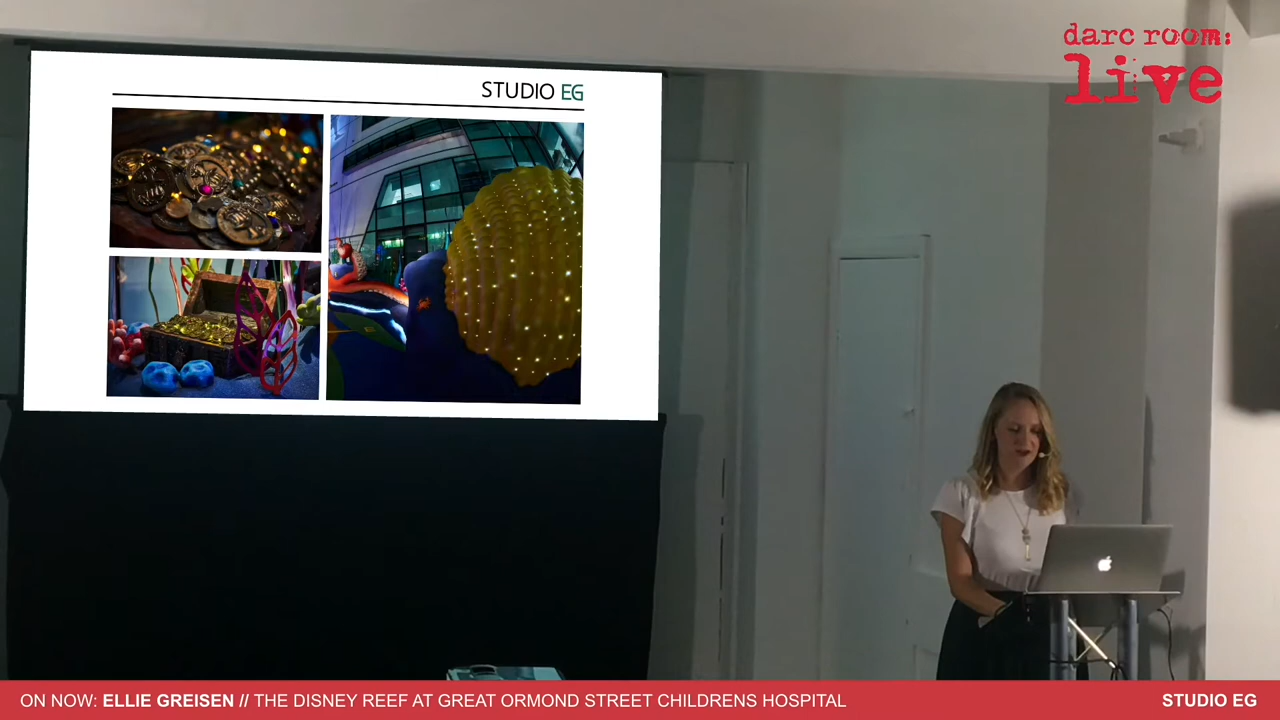 darc room:
live
STUDIO EG
ON NOW: ELLIE GREISEN // THE DISNEY REEF AT GREAT ORMOND STREET CHILDRENS HOSPITAL
STUDIO EG